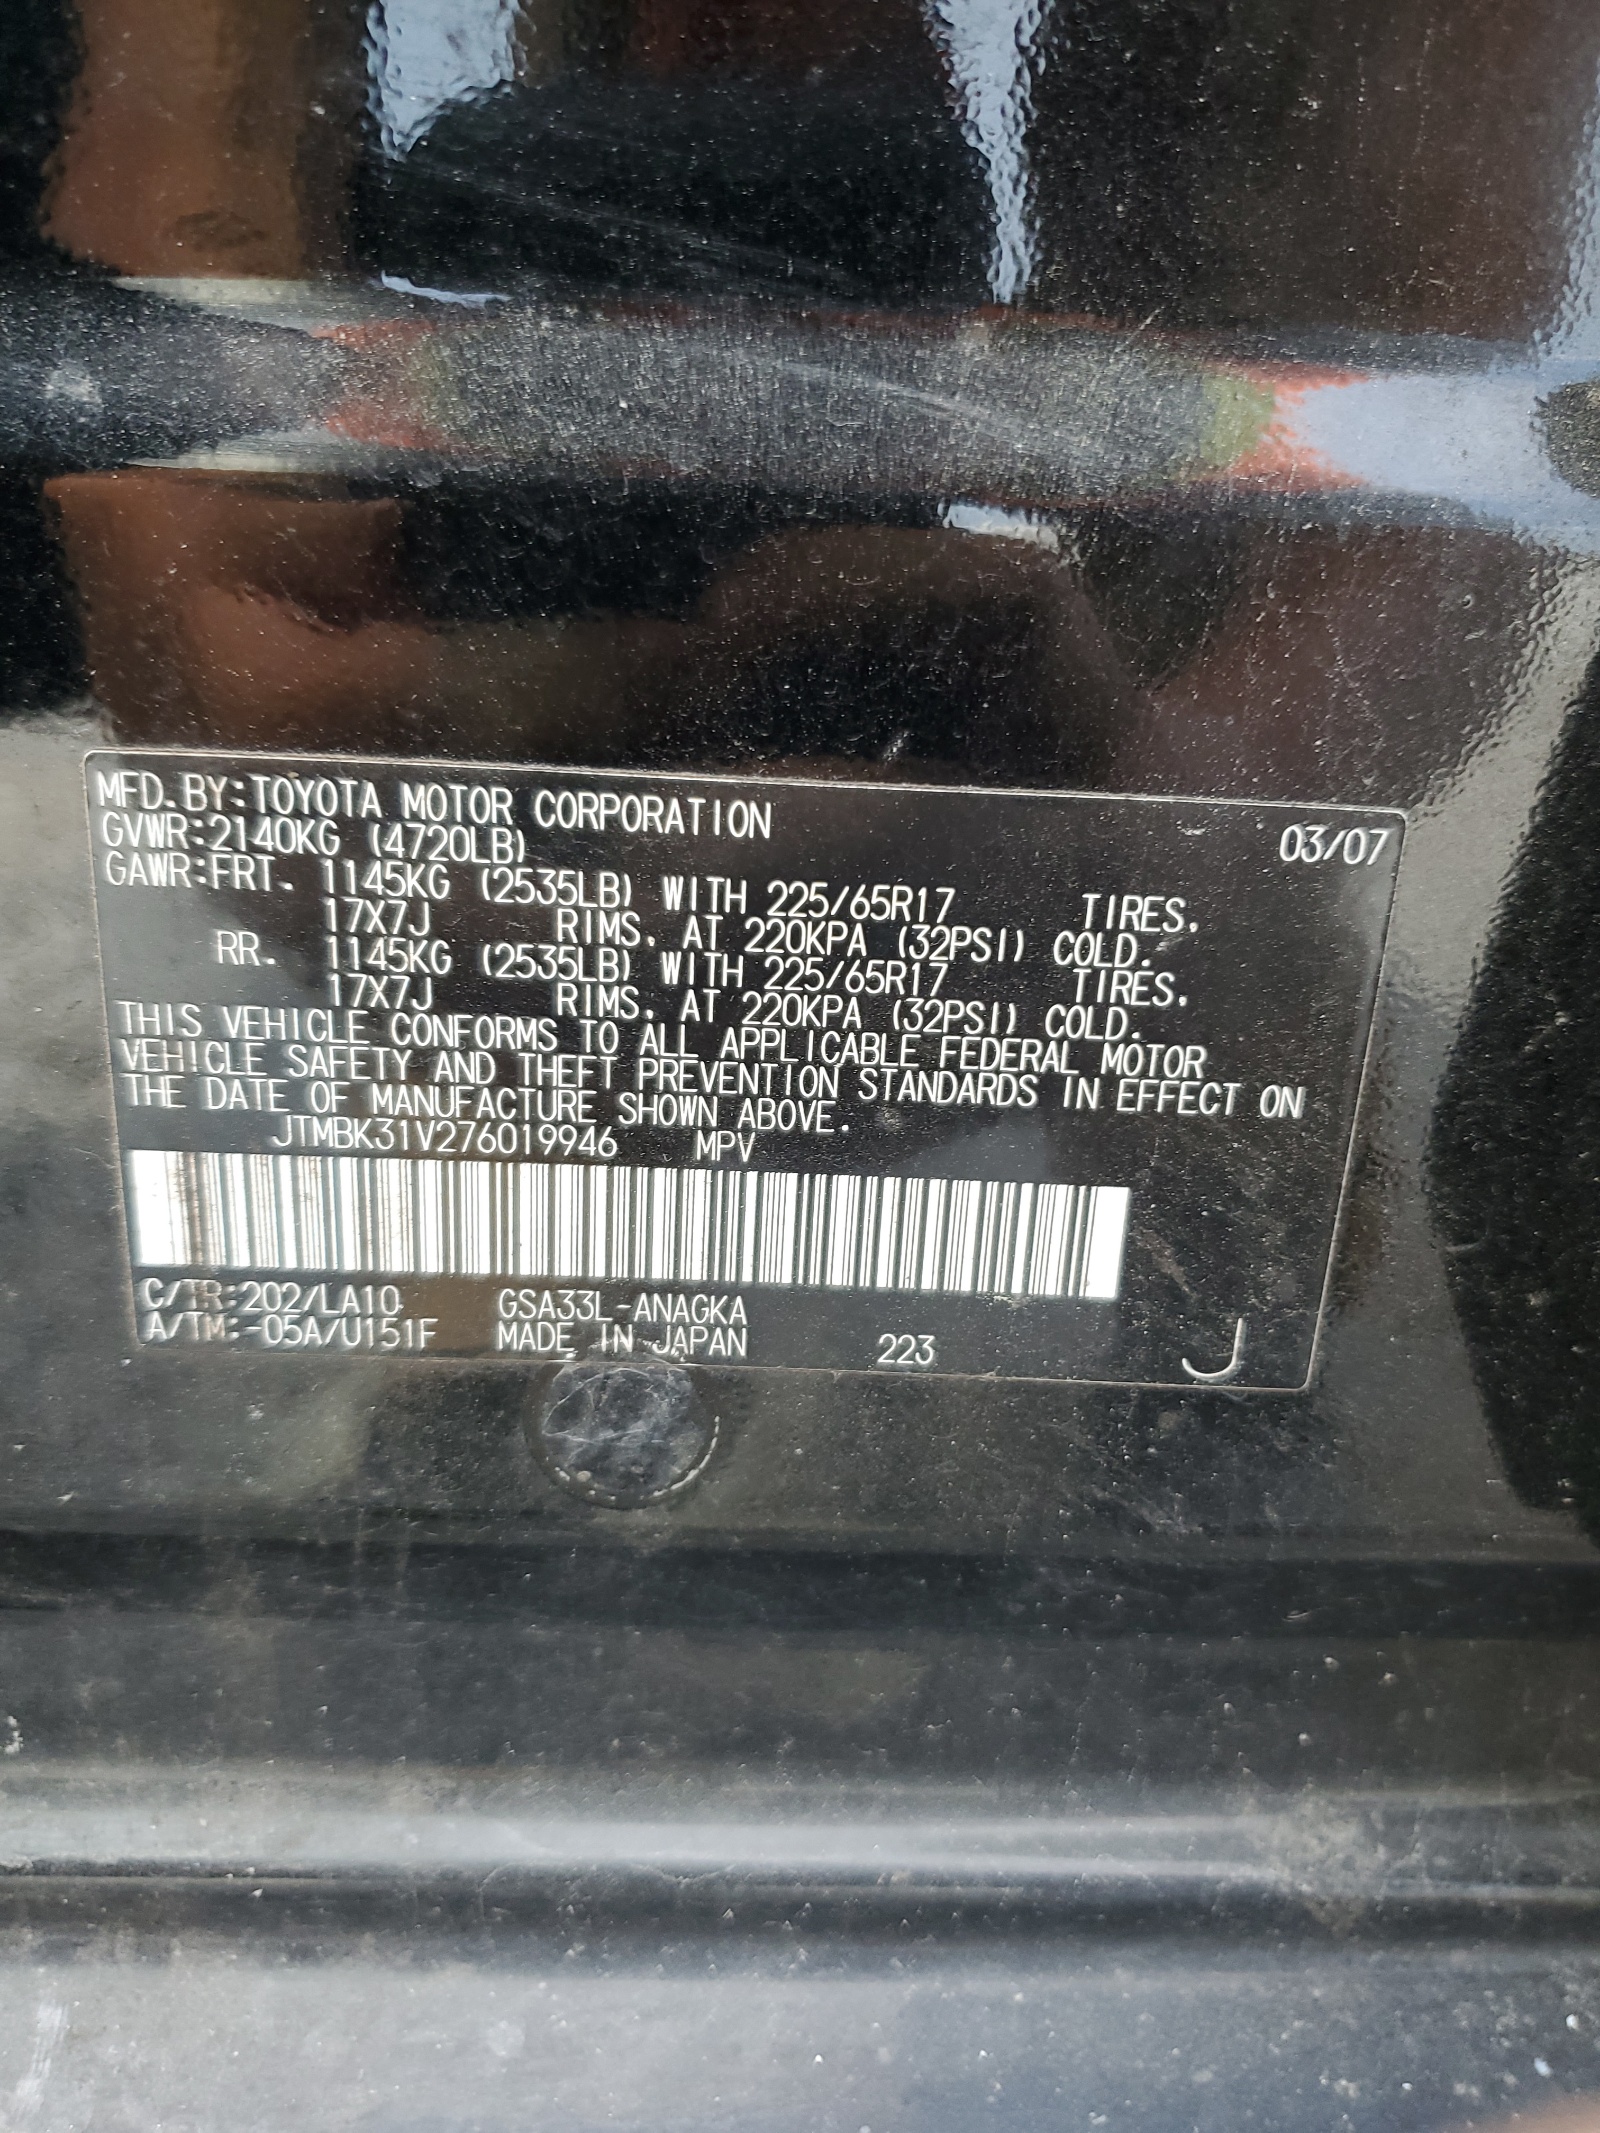 MFD.BY:TOYOTA MOTOR CORPORATION 03/07
GVWR:2140KG (4720LB)
GAWR:FRT. 1145KG (2535LB) WITH 225/65R17 TIRES.
17X7J RIMS. AT 220KPA (32PSI) COLD.
RR. 1145KG (2535LB) WITH 225/65R17 TIRES.
17X7J RIMS. AT 220KPA (32PSI) COLD.
THIS VEHICLE CONFORMS TO ALL APPLICABLE FEDERAL MOTOR
VEHICLE SAFETY AND THEFT PREVENTION STANDARDS IN EFFECT ON
THE DATE OF MANUFACTURE SHOWN ABOVE.
JTMBK31V276019946 MPV
C/TR:202/LA10 GSA33L-ANAGKA
A/TM:-05A/U151F MADE IN JAPAN 223 J